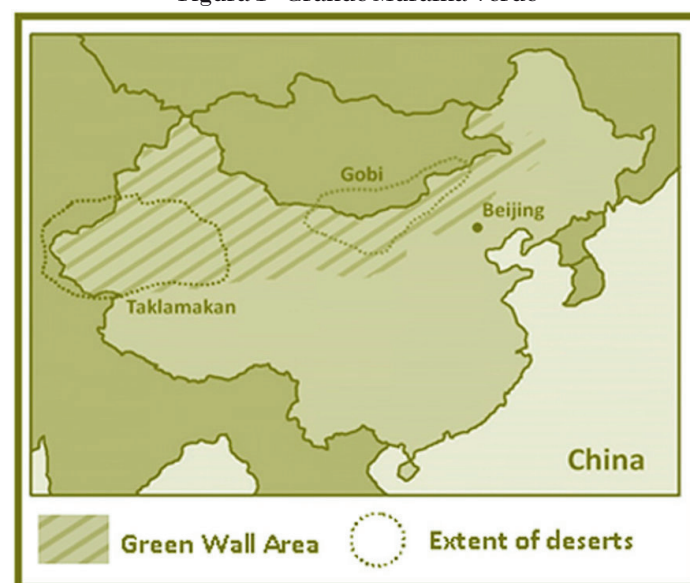 Gobi
Beijing
Taklamakan
China
Green Wall Area
Extent of deserts